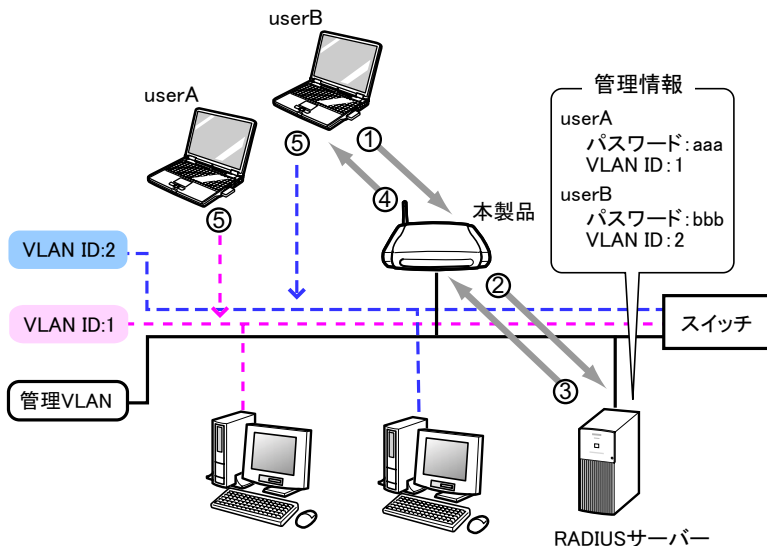 userB
userA
⑤
①
④
⑤
本製品
管理情報
userA
パスワード:aaa
VLAN ID:1
userB
パスワード:bbb
VLAN ID:2
VLAN ID:2
VLAN ID:1
管理VLAN
②
③
スイッチ
RADIUSサーバー